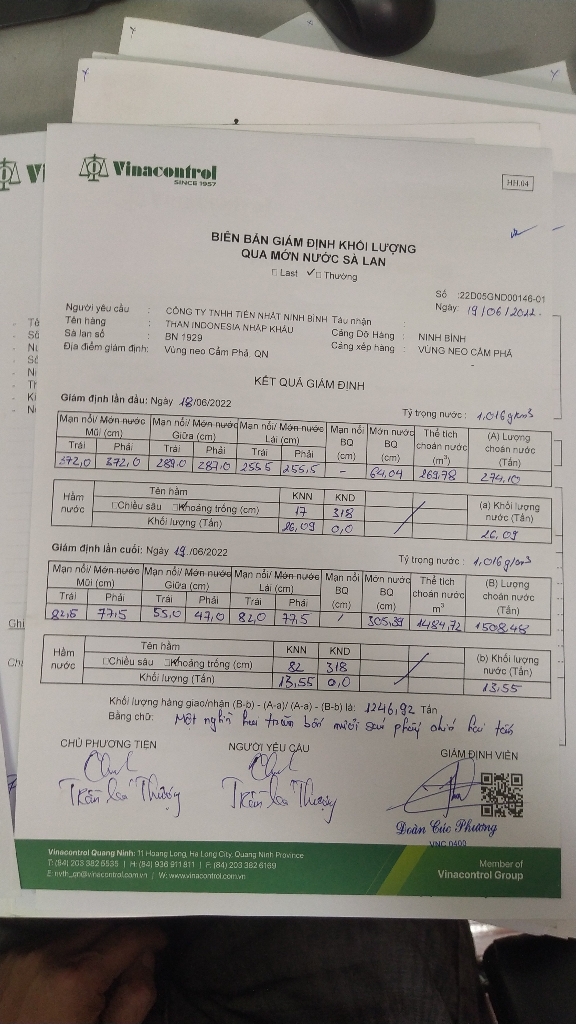 Vinacontrol
SINCE 1957
HH.04
BIÊN BẢN GIÁM ĐỊNH KHỐI LƯỢNG
QUA MỚN NƯỚC SÀ LAN
Last ✓ Thường
Số :22D05GND00146-01
Ngày: 19/06/2022
Người yêu cầu : CÔNG TY TNHH TIẾN NHẤT NINH BÌNH Tàu nhận :
Tên hàng : THAN INDONESIA NHẬP KHẨU Cảng Dỡ Hàng : NINH BÌNH
Sà lan số : BN 1929 Cảng xếp hàng : VÙNG NEO CẨM PHẢ
Địa điểm giám định: Vùng neo Cẩm Phả QN
KẾT QUẢ GIÁM ĐỊNH
Giám định lần đầu: Ngày 18/06/2022 Tỷ trọng nước : 1,016 g/cm³
Mạn nổi/ Mớn nước Mũi (cm) Mạn nổi/ Mớn nước Giữa (cm) Mạn nổi/ Mớn nước Lái (cm) Mạn nổi BQ (cm) Mớn nước BQ (cm) Thể tích choán nước (m³) (A) Lượng choán nước (Tấn)
Trái Phải Trái Phải Trái Phải
372,0 372,0 289,0 287,0 255,5 255,5 - 64,04 269,78 274,10
Hầm nước Tên hầm KNN KND (a) Khối lượng nước (Tấn)
Chiều sâu Khoảng trống (cm) 17 318
Khối lượng (Tấn) 26,09 0,0 26,09
Giám định lần cuối: Ngày 19/06/2022 Tỷ trọng nước : 1,016 g/cm³
Mạn nổi/ Mớn nước Mũi (cm) Mạn nổi/ Mớn nước Giữa (cm) Mạn nổi/ Mớn nước Lái (cm) Mạn nổi BQ (cm) Mớn nước BQ (cm) Thể tích choán nước m³ (B) Lượng choán nước (Tấn)
Trái Phải Trái Phải Trái Phải
82,5 77,5 55,0 47,0 82,0 77,5 / 305,39 1484,72 1508,48
Hầm nước Tên hầm KNN KND (b) Khối lượng nước (Tấn)
Chiều sâu Khoảng trống (cm) 82 318
Khối lượng (Tấn) 13,55 0,0 13,55
Khối lượng hàng giao/nhận (B-b) - (A-a)/ (A-a) - (B-b) là: 1246,92 Tấn
Bằng chữ: Một nghìn hai trăm bốn mươi sáu phẩy chín hai tấn
CHỦ PHƯƠNG TIỆN NGƯỜI YÊU CẦU GIÁM ĐỊNH VIÊN
Đoàn Cúc Phương
VNC 0400
Vinacontrol Quảng Ninh: 11 Hoang Long, Ha Long City, Quang Ninh Province
T: (84) 203 382 6535 | H: (84) 936 911 811 | F: (84) 203 382 6169
E: nvth_qn@vinacontrol.com.vn / W: www.vinacontrol.com.vn
Member of
Vinacontrol Group